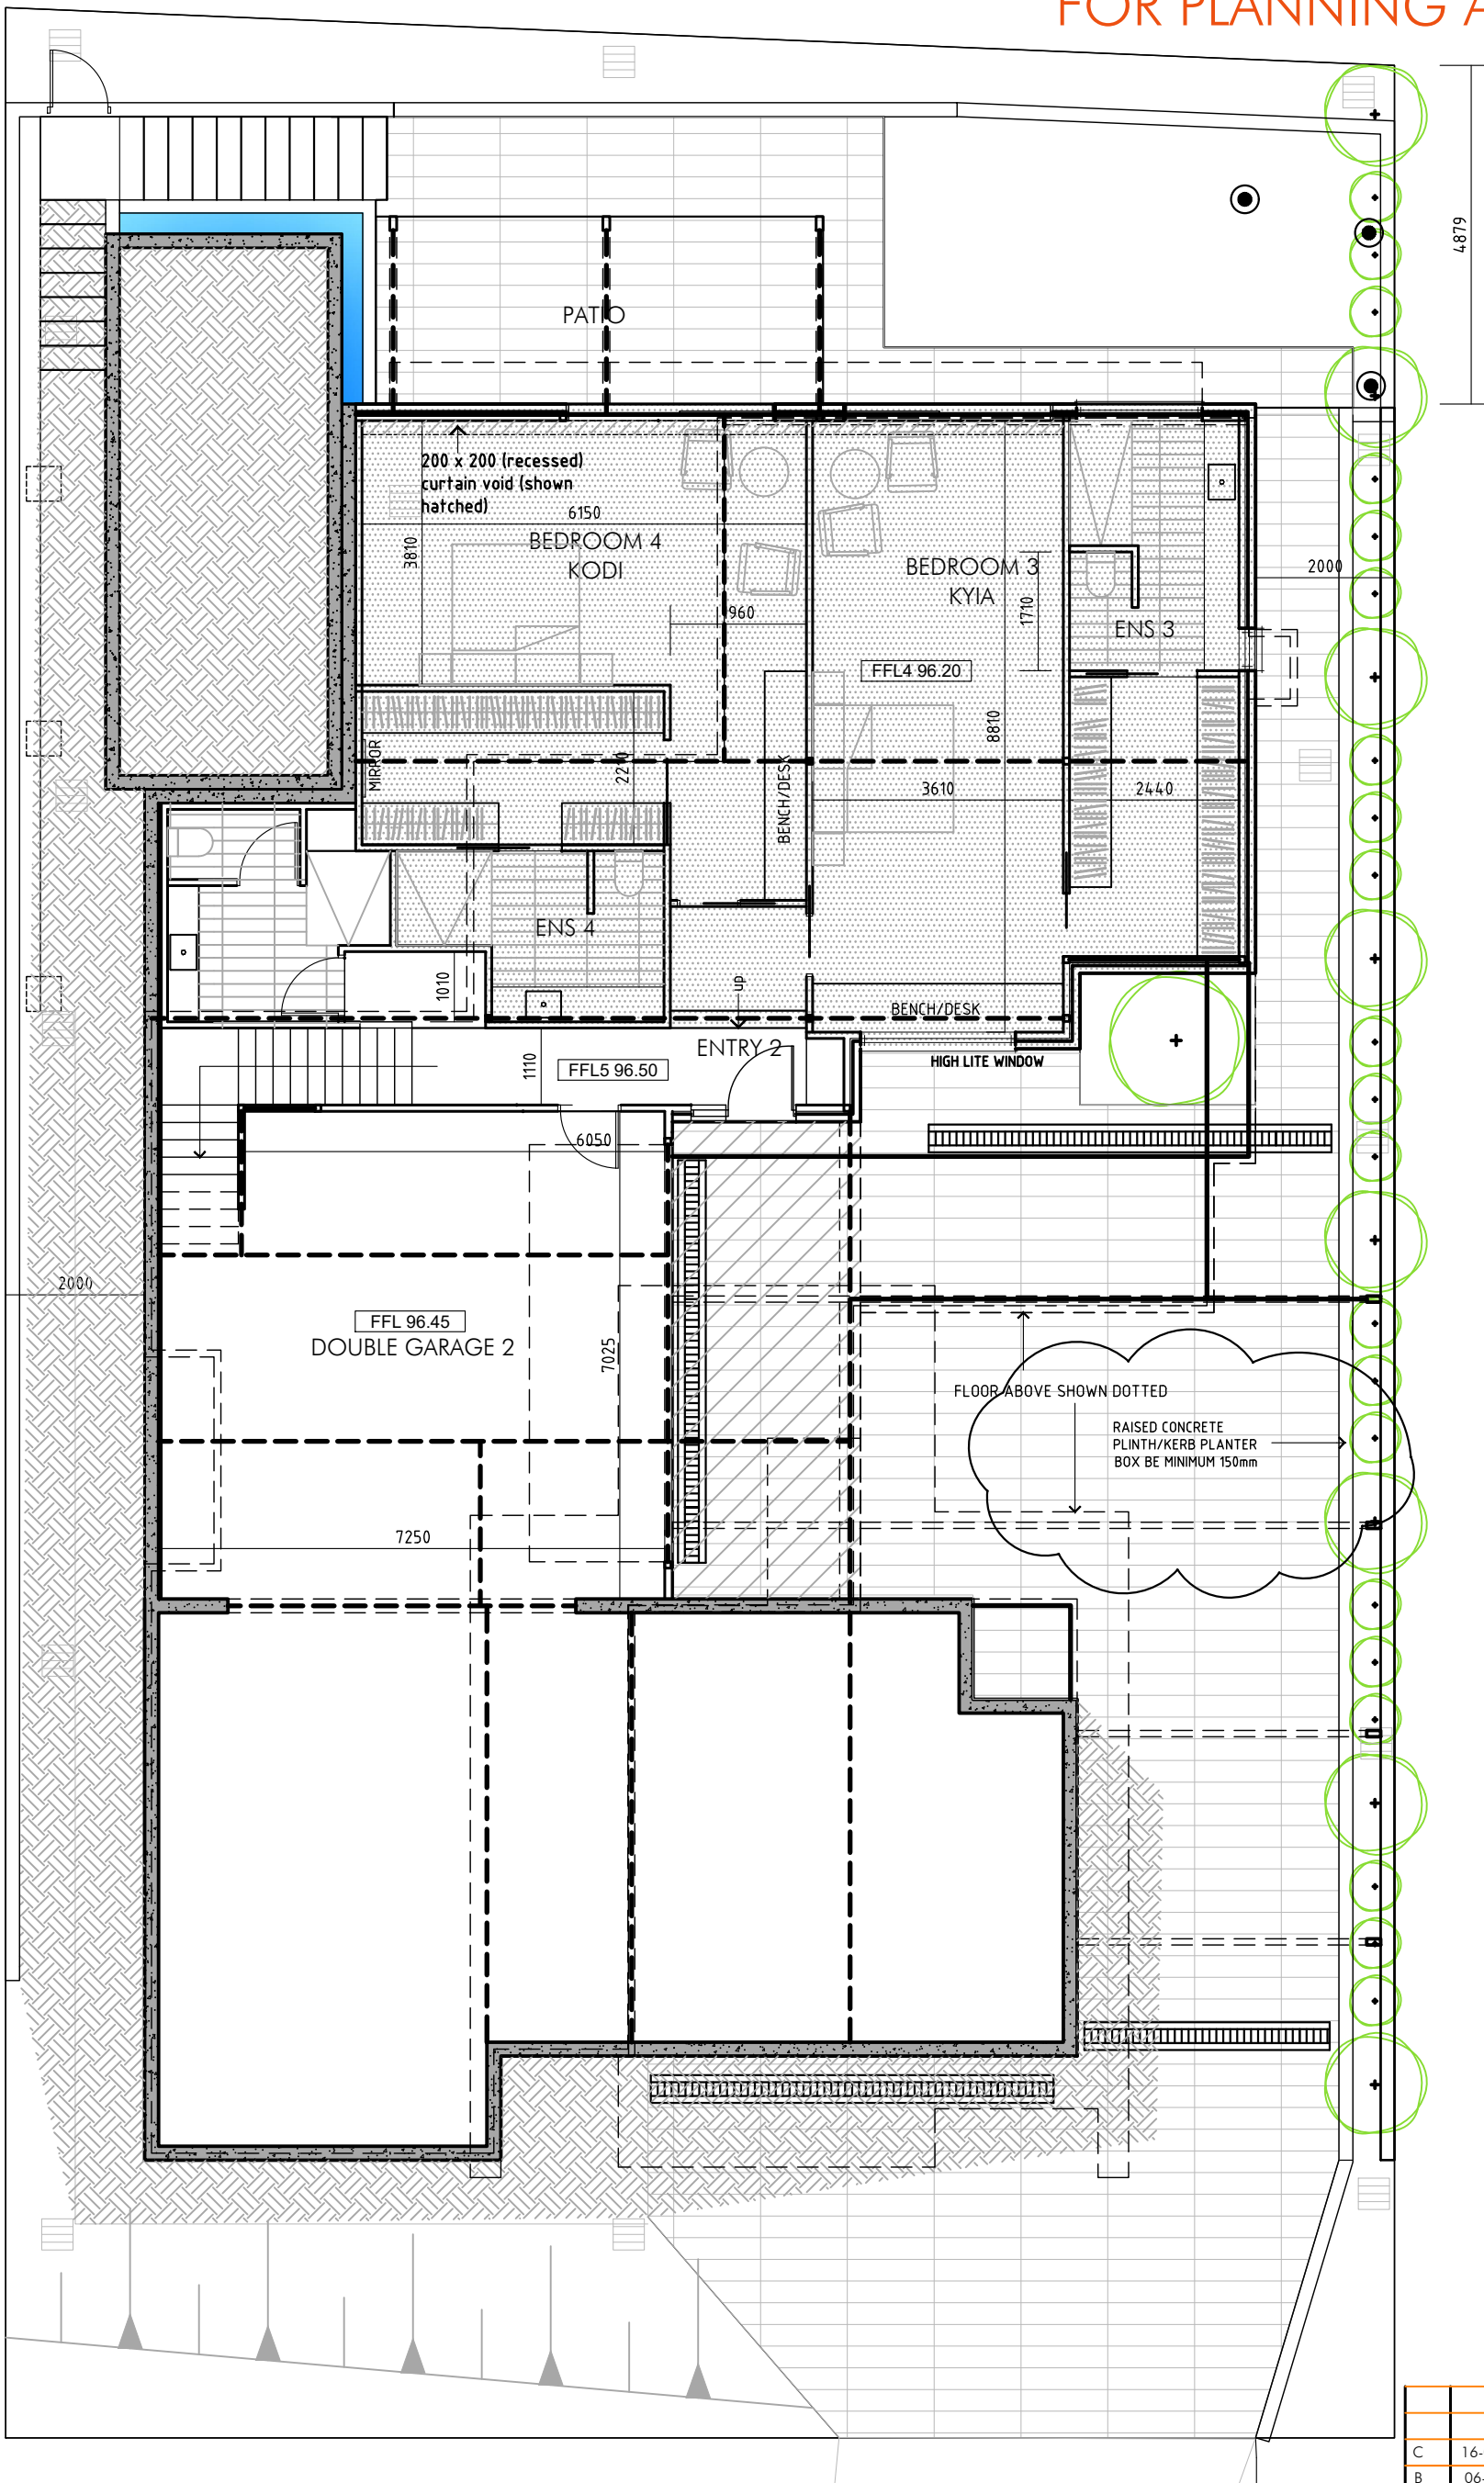 FOR PLANNING A
4879
PATIO
200 x 200 (recessed)
curtain void (shown
hatched)
6150
3810
BEDROOM 4
KODI
BEDROOM 3
KYIA
1710
2000
960
ENS 3
FFL4 96.20
8810
MIRROR
2210
BENCH/DESK
3610
2440
ENS 4
1010
up
BENCH/DESK
ENTRY 2
HIGH LITE WINDOW
1110
FFL5 96.50
6050
2000
FFL 96.45
DOUBLE GARAGE 2
7025
FLOOR ABOVE SHOWN DOTTED
RAISED CONCRETE
PLINTH/KERB PLANTER
BOX BE MINIMUM 150mm
7250
C 16-
B 06-